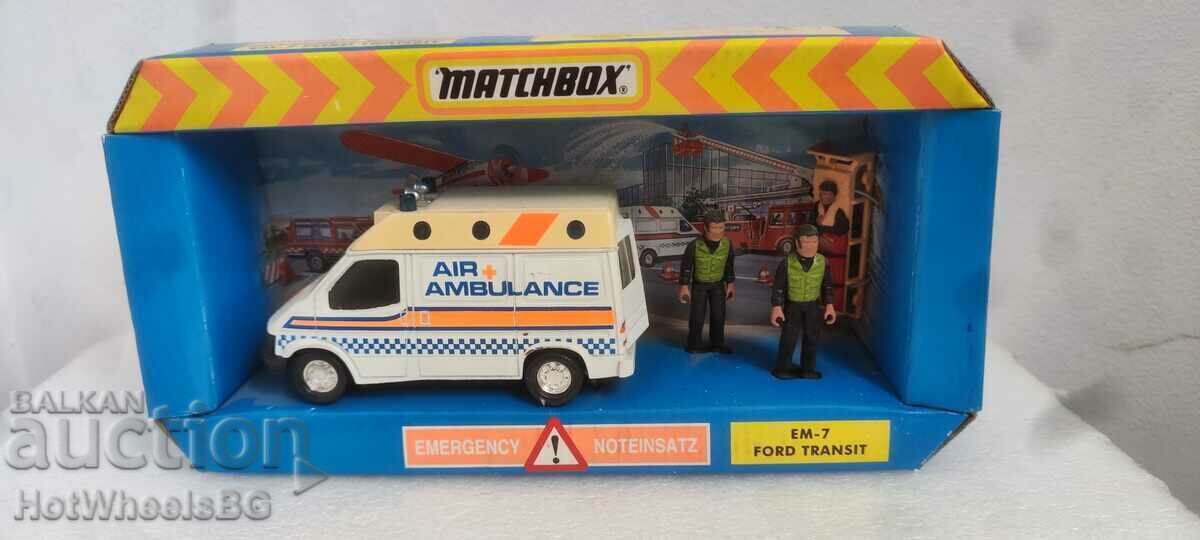 "MATCHBOX"®
AIR +
AMBULANCE
EMERGENCY ! NOTEINSATZ
EM-7
FORD TRANSIT
BALKAN
auction
HotWheelsBG